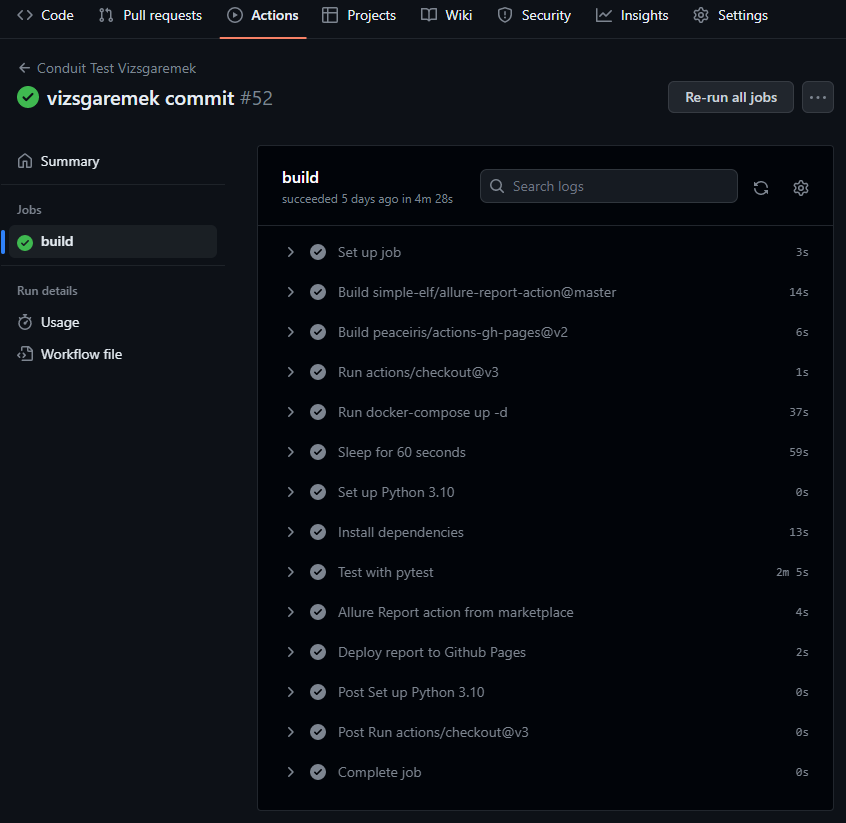 Code Pull requests Actions Projects Wiki Security Insights Settings
Conduit Test Vizsgaremek
vizsgaremek commit #52
Re-run all jobs
Summary
Jobs
build
Run details
Usage
Workflow file
build
succeeded 5 days ago in 4m 28s
Search logs
Set up job 3s
Build simple-elf/allure-report-action@master 14s
Build peaceiris/actions-gh-pages@v2 6s
Run actions/checkout@v3 1s
Run docker-compose up -d 37s
Sleep for 60 seconds 59s
Set up Python 3.10 0s
Install dependencies 13s
Test with pytest 2m 5s
Allure Report action from marketplace 4s
Deploy report to Github Pages 2s
Post Set up Python 3.10 0s
Post Run actions/checkout@v3 0s
Complete job 0s